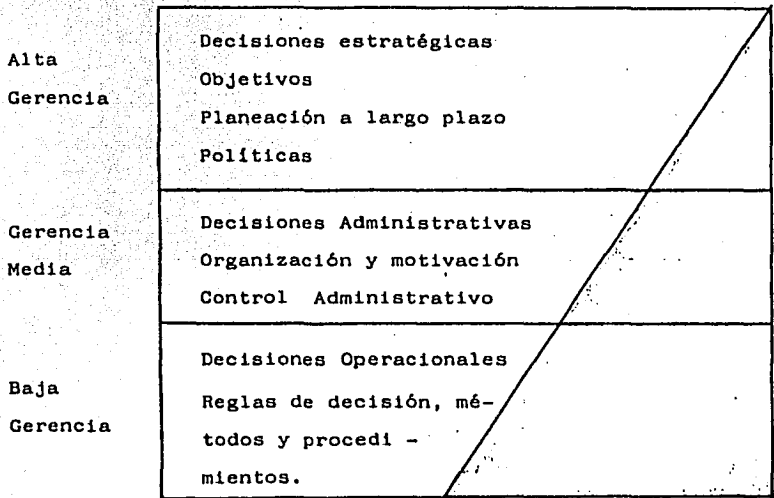 Alta
Gerencia
Decisiones estratégicas
Objetivos
Planeación a largo plazo
Políticas
Gerencia
Media
Decisiones Administrativas
Organización y motivación
Control Administrativo
Baja
Gerencia
Decisiones Operacionales
Reglas de decisión, mé-
todos y procedi -
mientos.